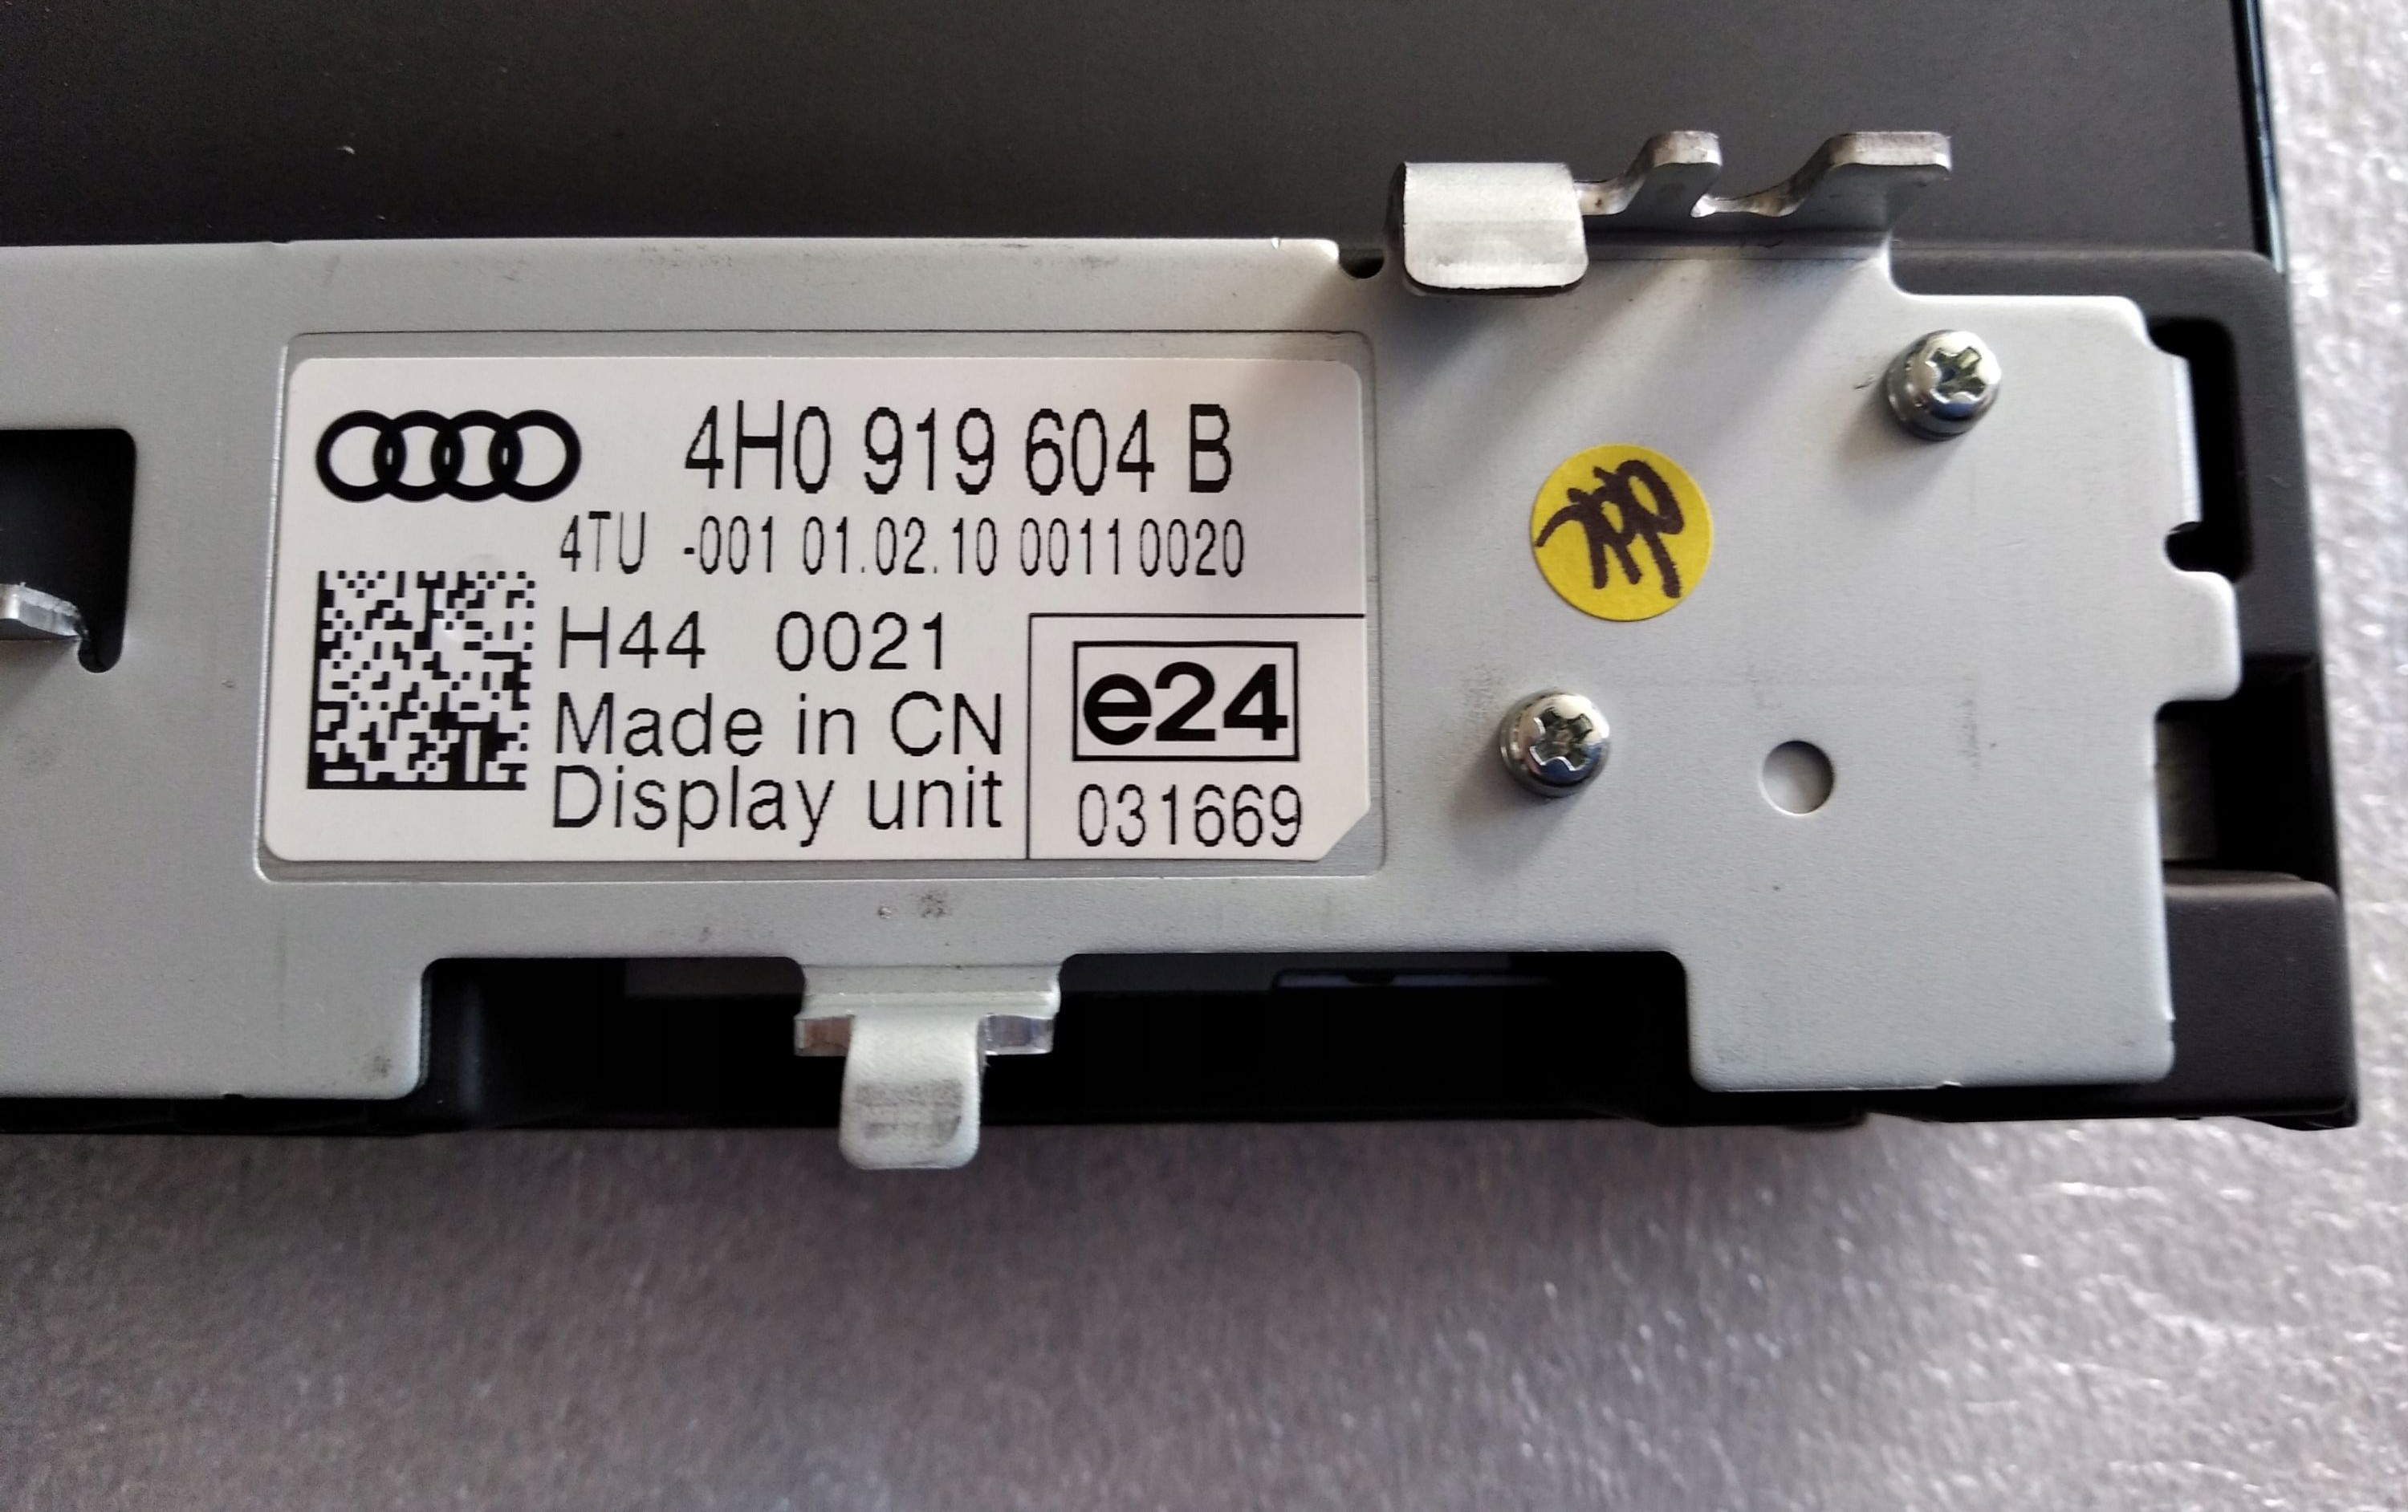 4H0 919 604 B
4TU -001 01.02.10 00110020
H44 0021
Made in CN
Display unit
e24
031669